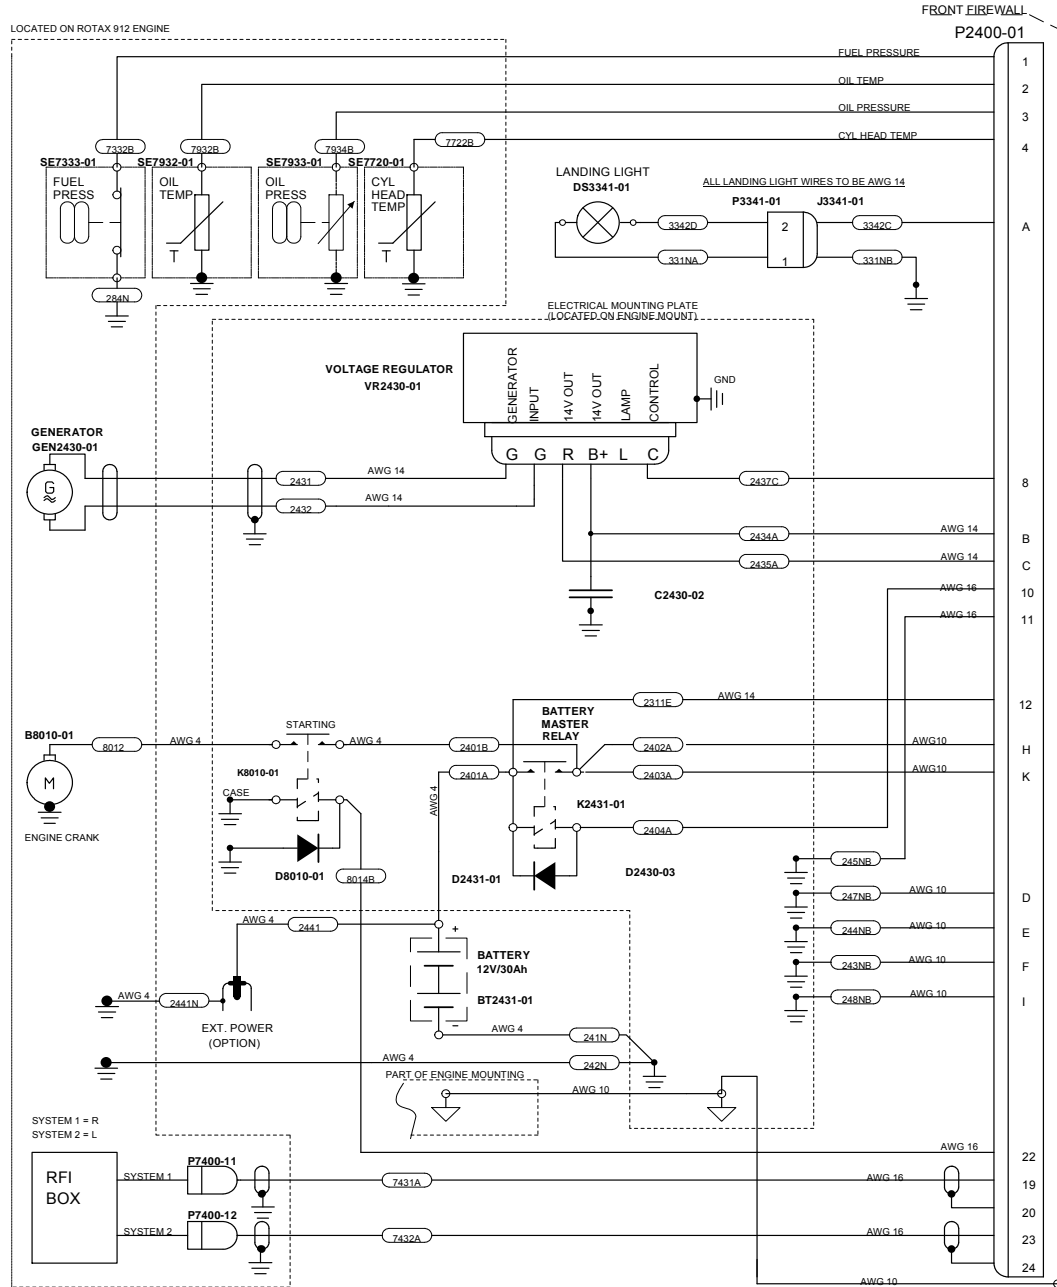 FRONT FIREWALL
LOCATED ON ROTAX 912 ENGINE
P2400-01
FUEL PRESSURE
1
OIL TEMP
2
OIL PRESSURE
3
CYL HEAD TEMP
4
7332B
7932B
7934B
7722B
SE7333-01
SE7932-01
SE7933-01
SE7720-01
FUEL
PRESS
OIL
TEMP
T
OIL
PRESS
CYL
HEAD
TEMP
T
284N
LANDING LIGHT
DS3341-01
ALL LANDING LIGHT WIRES TO BE AWG 14
P3341-01
J3341-01
3342D
2
3342C
A
331NA
1
331NB
ELECTRICAL MOUNTING PLATE
(LOCATED ON ENGINE MOUNT)
VOLTAGE REGULATOR
VR2430-01
GENERATOR
INPUT
14V OUT
14V OUT
LAMP
CONTROL
GND
G G R B+ L C
GENERATOR
GEN2430-01
G
2431
AWG 14
2432
AWG 14
2437C
8
2434A
AWG 14
B
2435A
AWG 14
C
C2430-02
AWG 16
10
AWG 16
11
2311E
AWG 14
12
BATTERY
MASTER
RELAY
B8010-01
M
ENGINE CRANK
8012
AWG 4
STARTING
AWG 4
2401B
2402A
AWG10
H
2401A
2403A
AWG10
K
K8010-01
CASE
AWG 4
K2431-01
2404A
D8010-01
8014B
D2431-01
D2430-03
245NB
247NB
AWG 10
D
244NB
AWG 10
E
243NB
AWG 10
F
248NB
AWG 10
I
AWG 4
2441
+
BATTERY
12V/30Ah
BT2431-01
–
AWG 4
2441N
EXT. POWER
(OPTION)
AWG 4
241N
AWG 4
242N
PART OF ENGINE MOUNTING
AWG 10
SYSTEM 1 = R
SYSTEM 2 = L
RFI
BOX
AWG 16
22
SYSTEM 1
P7400-11
7431A
AWG 16
19
20
SYSTEM 2
P7400-12
7432A
AWG 16
23
24
AWG 10